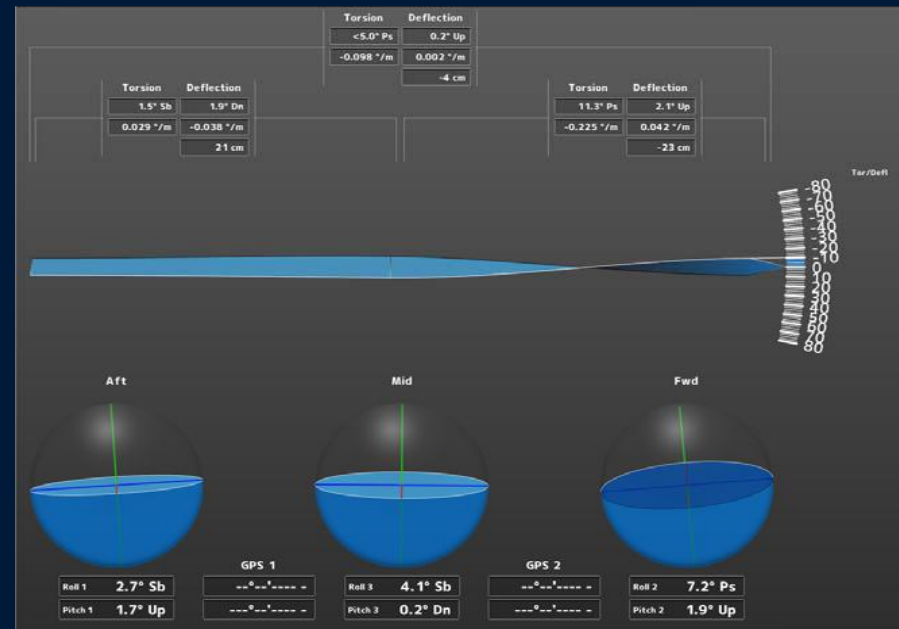 Torsion Deflection
<5.0° Ps 0.2° Up
-0.098 °/m 0.002 °/m
-4 cm
Torsion Deflection
1.5° Sb 1.9° Dn
0.029 °/m -0.038 °/m
21 cm
Torsion Deflection
11.3° Ps 2.1° Up
-0.225 °/m 0.042 °/m
-23 cm
Tor/Defl
-80
-70
-60
-50
-40
-30
-20
-10
0
10
20
30
40
50
60
70
80
Aft Mid Fwd
GPS 1 GPS 2
Roll 1 2.7° Sb --°--'---- - Roll 3 4.1° Sb --°--'---- - Roll 2 7.2° Ps
Pitch 1 1.7° Up --°--'---- - Pitch 3 0.2° Dn --°--'---- - Pitch 2 1.9° Up